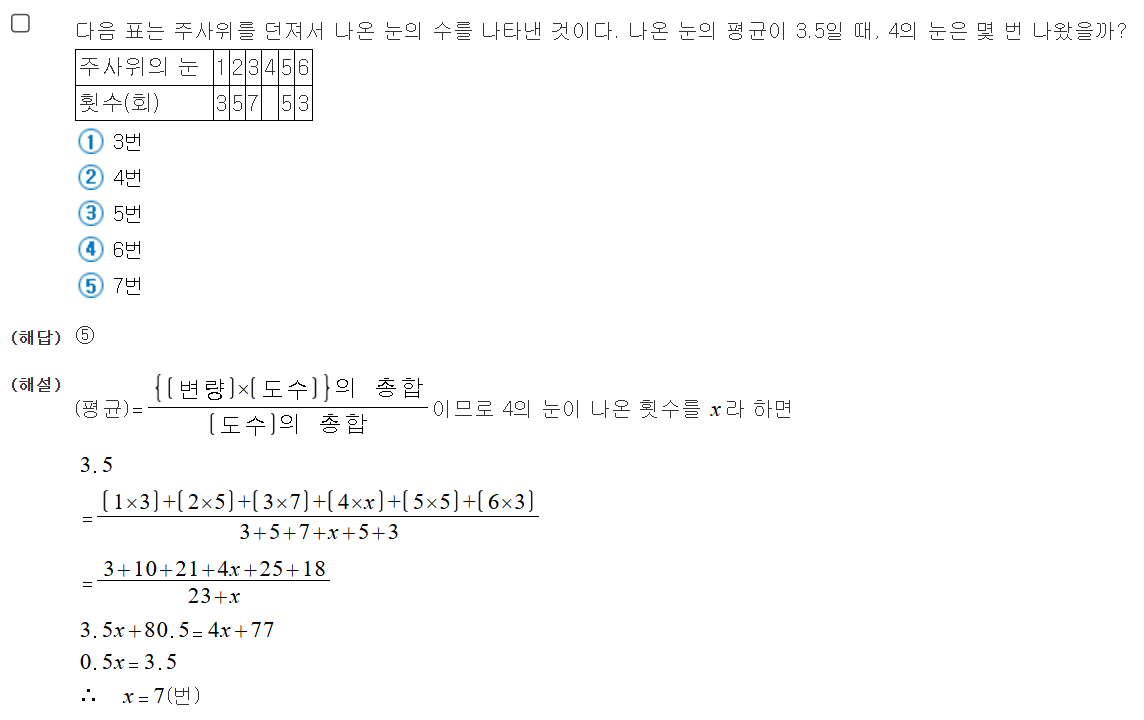 다음 표는 주사위를 던져서 나온 눈의 수를 나타낸 것이다. 나온 눈의 평균이 3.5일 때, 4의 눈은 몇 번 나왔을까?
주사위의 눈 1 2 3 4 5 6
횟수(회) 3 5 7 5 3
① 3번
② 4번
③ 5번
④ 6번
⑤ 7번
(해답) ⑤
(해설) (평균)= {(변량)×(도수)}의 총합 / (도수)의 총합 이므로 4의 눈이 나온 횟수를 x라 하면
3.5
= (1×3)+(2×5)+(3×7)+(4×x)+(5×5)+(6×3) / 3+5+7+x+5+3
= 3+10+21+4x+25+18 / 23+x
3.5x+80.5=4x+77
0.5x=3.5
∴ x=7(번)